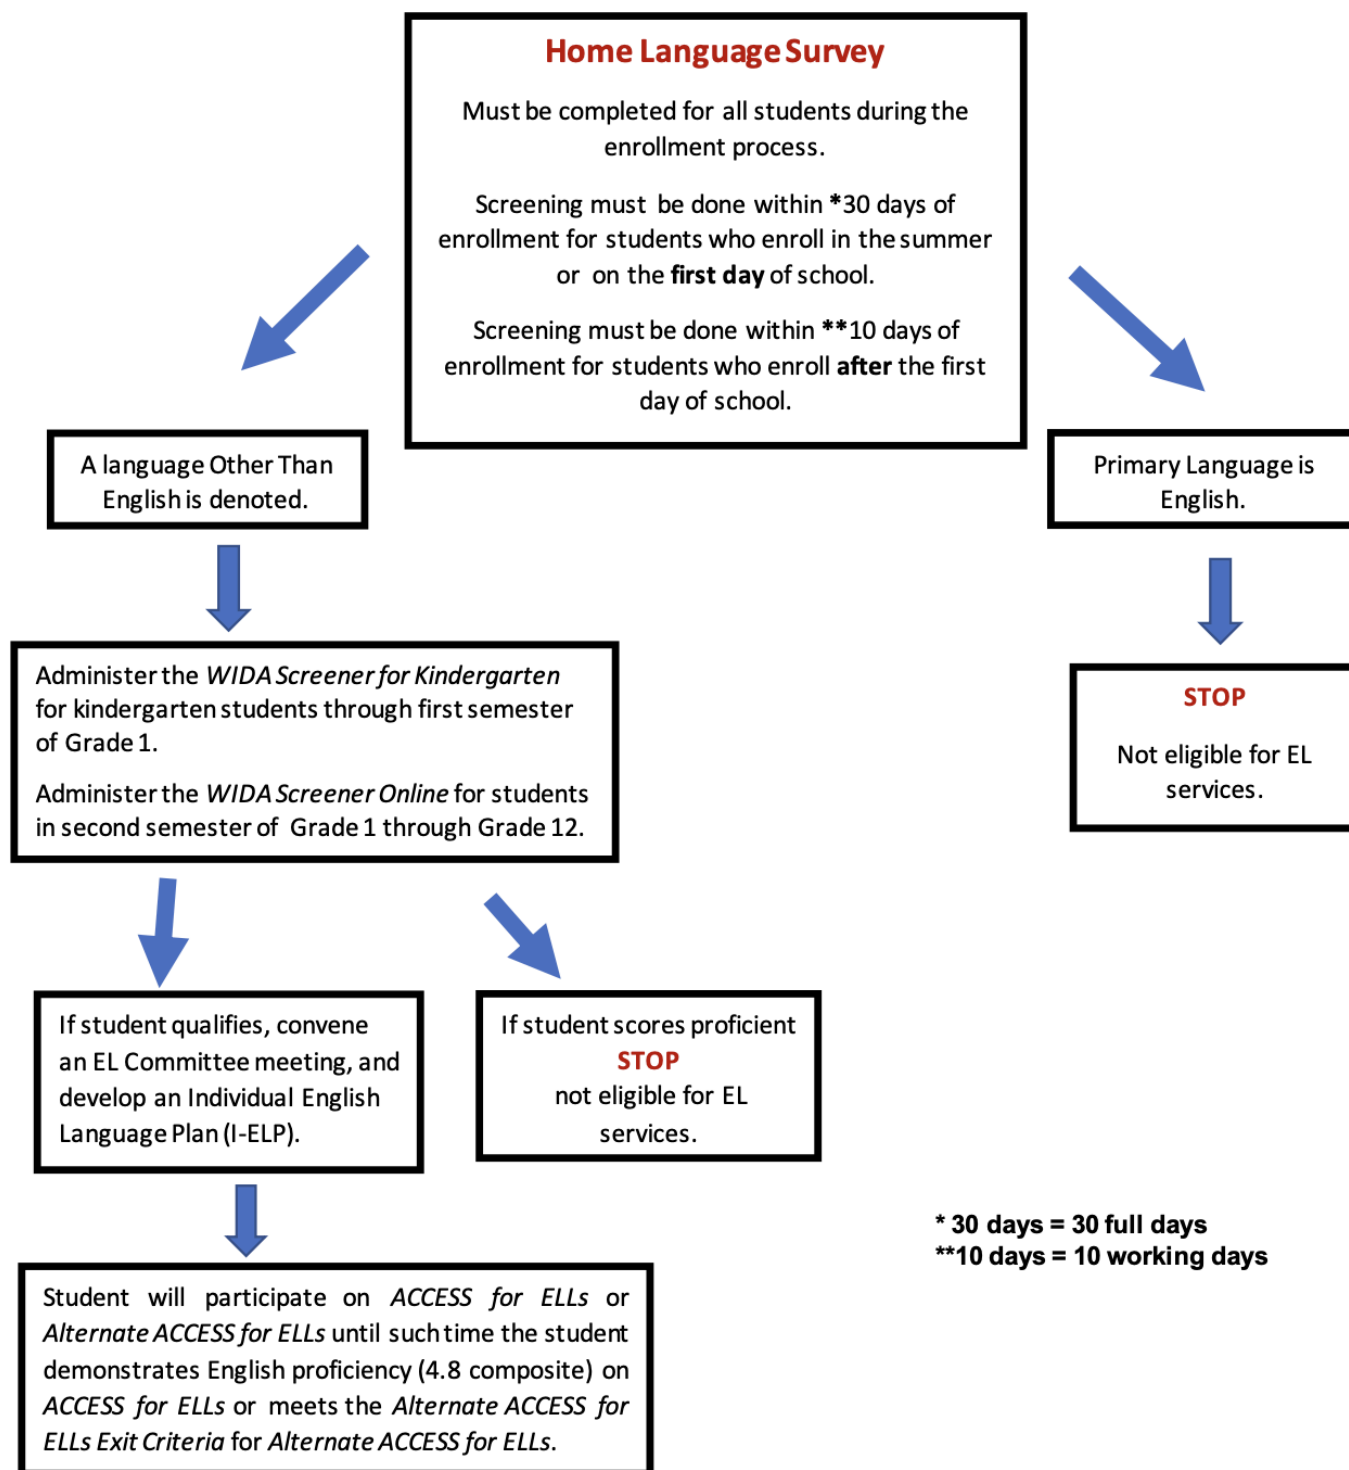 Home Language Survey
Must be completed for all students during the
enrollment process.
Screening must be done within *30 days of
enrollment for students who enroll in the summer
or on the first day of school.
Screening must be done within **10 days of
enrollment for students who enroll after the first
day of school.
A language Other Than
English is denoted.
Primary Language is
English.
Administer the WIDA Screener for Kindergarten
for kindergarten students through first semester
of Grade 1.
Administer the WIDA Screener Online for students
in second semester of Grade 1 through Grade 12.
STOP
Not eligible for EL
services.
If student qualifies, convene
an EL Committee meeting, and
develop an Individual English
Language Plan (I-ELP).
If student scores proficient
STOP
not eligible for EL
services.
* 30 days = 30 full days
**10 days = 10 working days
Student will participate on ACCESS for ELLs or
Alternate ACCESS for ELLs until such time the student
demonstrates English proficiency (4.8 composite) on
ACCESS for ELLs or meets the Alternate ACCESS for
ELLs Exit Criteria for Alternate ACCESS for ELLs.